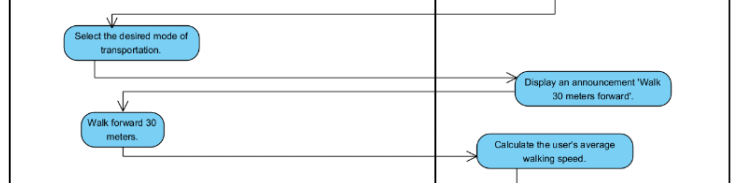 Select the desired mode of
transportation.
Display an announcement 'Walk
30 meters forward'.
Walk forward 30
meters.
Calculate the user's average
walking speed.